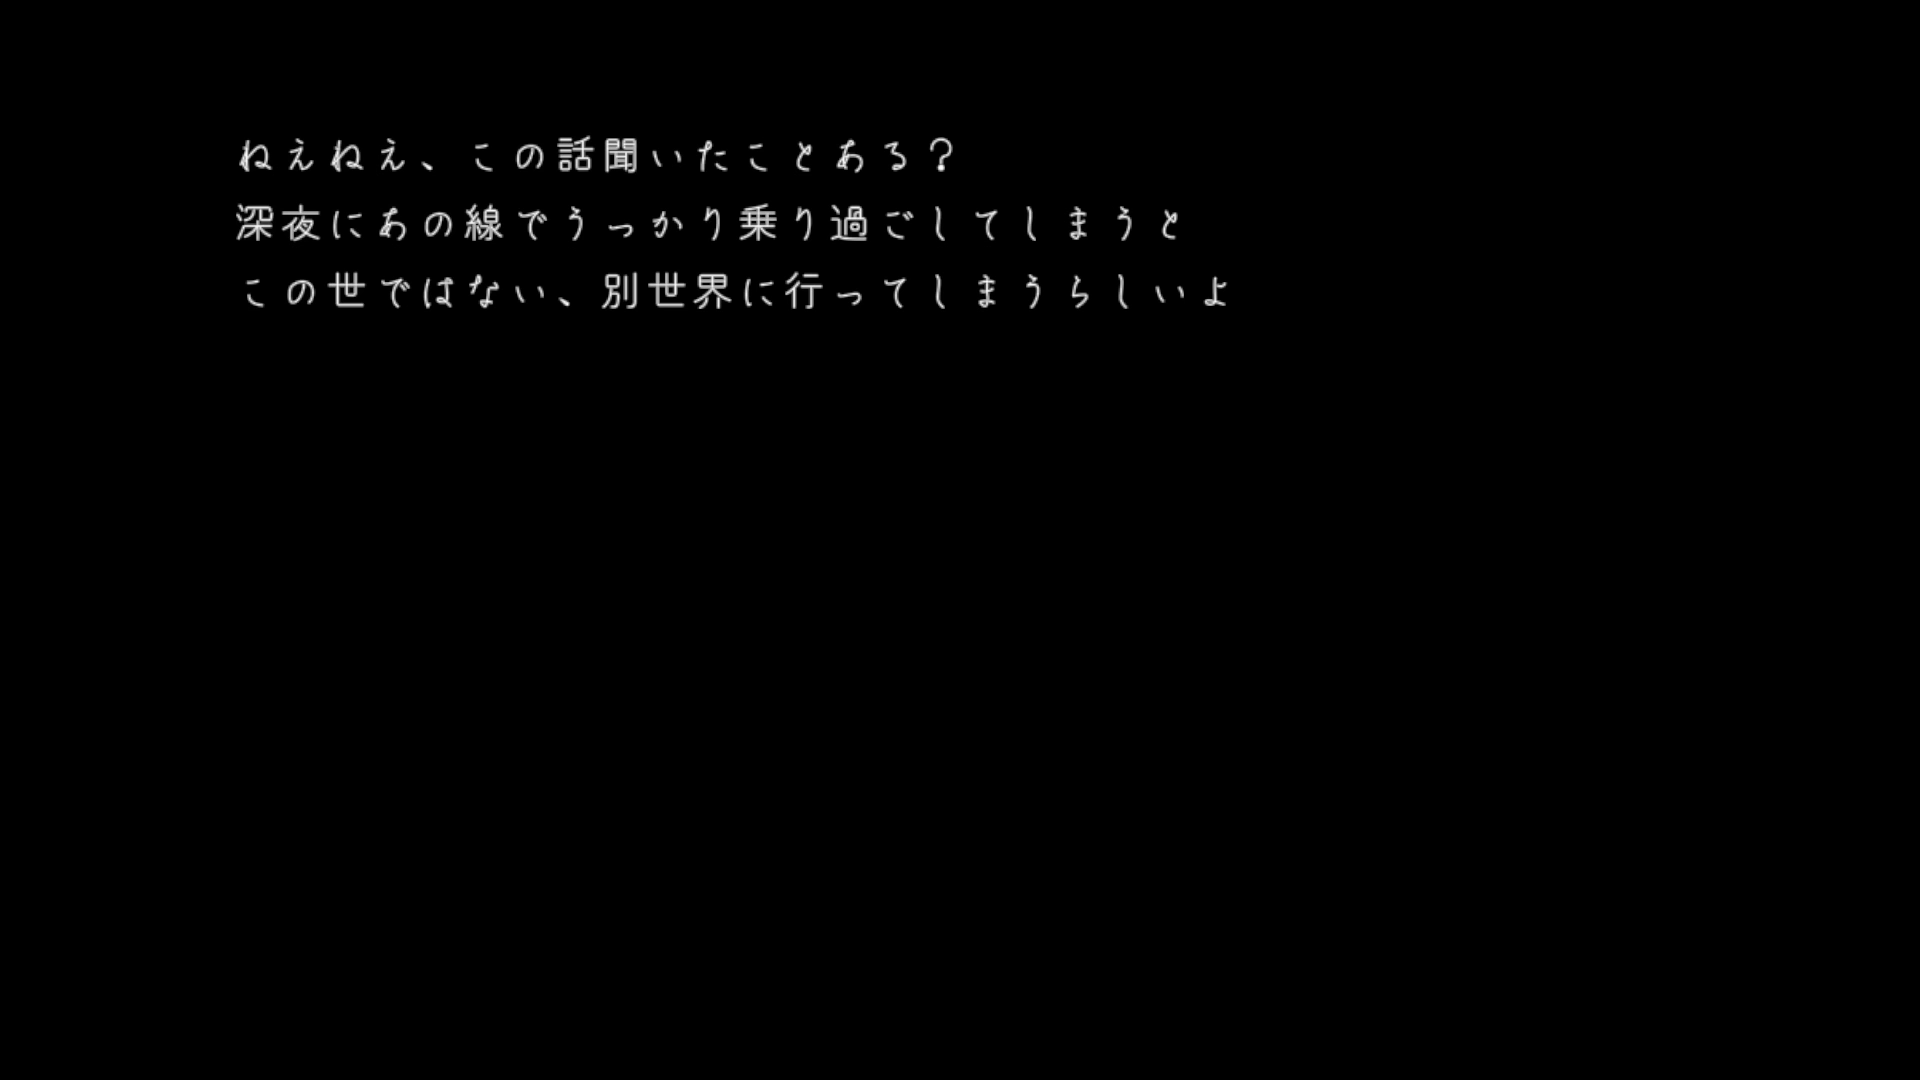 ねえねえ、この話聞いたことある？
深夜にあの線でうっかり乗り過ごしてしまうと
この世ではない、別世界に行ってしまうらしいよ